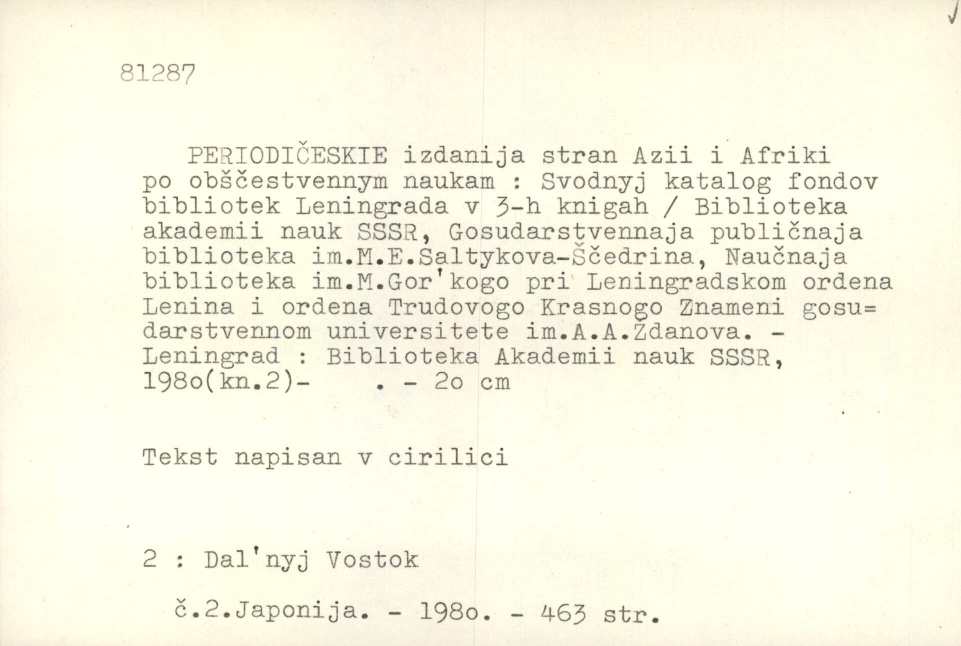 81287
PERIODIČESKIE izdanija stran Azii i Afriki
po obščestvennym naukam : Svodnyj katalog fondov
bibliotek Leningrada v 3-h knigah / Biblioteka
akademii nauk SSSR, Gosudarstvennaja publičnaja
biblioteka im.M.E.Saltykova-Ščedrina, Naučnaja
biblioteka im.M.Gor'kogo pri Leningradskom ordena
Lenina i ordena Trudovogo Krasnogo Znameni gosu=
darstvennom universitete im.A.A.Ždanova. -
Leningrad : Biblioteka Akademii nauk SSSR,
198o(kn.2)-    . - 2o cm
Tekst napisan v cirilici
2 : Dal'nyj Vostok
č.2.Japonija. - 198o. - 463 str.